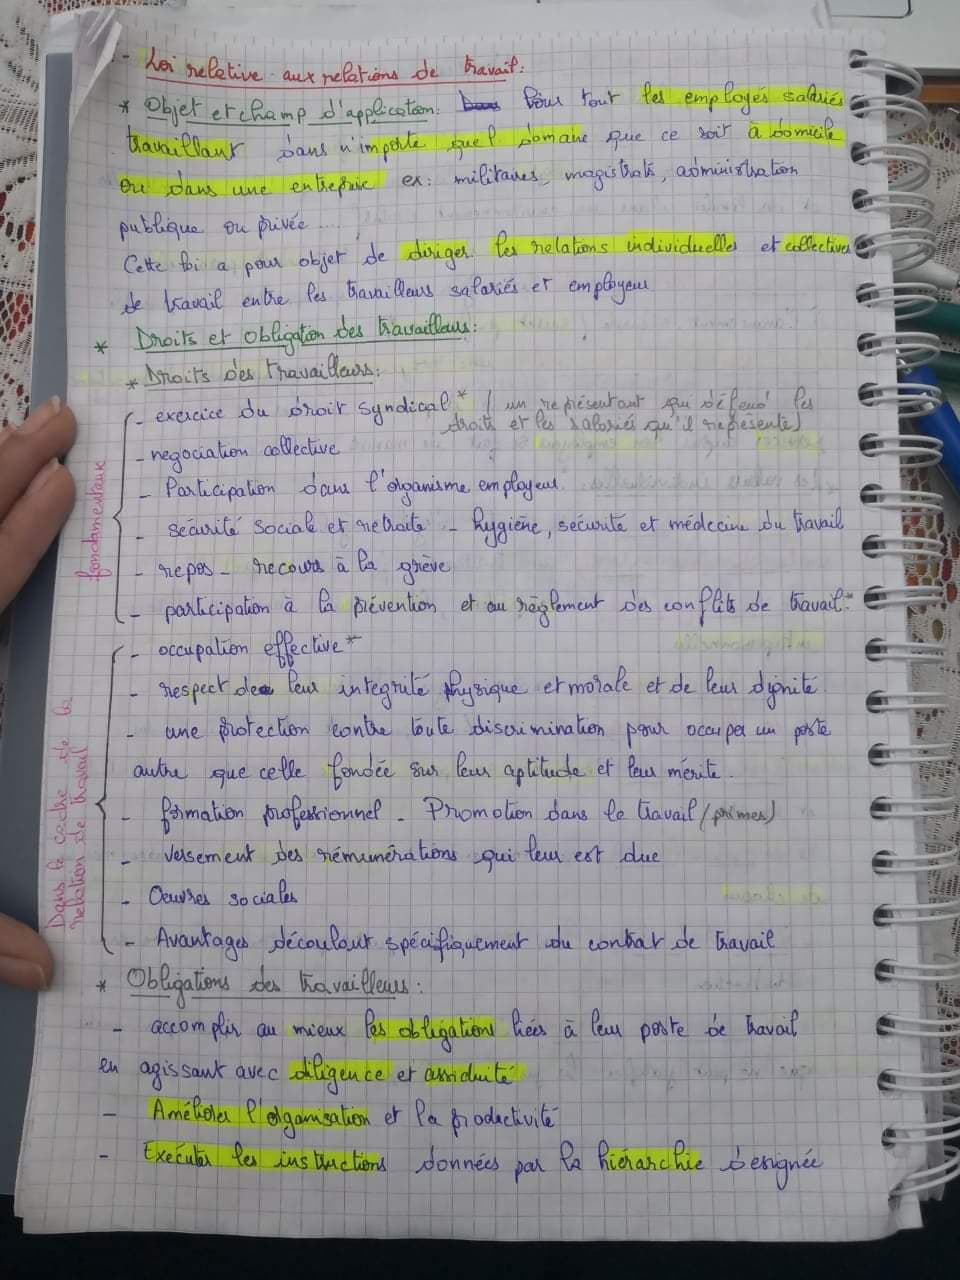 - Loi relative aux relations de travail:
* Objet et champ d'application: Pour tout les employés salariés
travaillant dans n'importe quel domaine que ce soit à domicile
ou dans une entreprise ex: militaires, magistrats, administration
publique ou privée ....
Cette loi a pour objet de diriger les relations individuelles et collectives
de travail entre les travailleurs salariés et employeur
* Droits et obligation des travailleurs:
* Droits des travailleurs:
fondamentaux
- exercice du droit syndical* / un représentant qui défend les
droits et les salariés qu'il représente)
- negociation collective
- Participation dans l'organisme employeur
- sécurité sociale et retraite - hygiène, sécurité et médecine du travail
- repos - recours à la grève
- participation à la prévention et au règlement des conflits de travail*
Dans le cadre de la
relation de travail
- occupation effective*
- respect de leur integrité physique et morale et de leur dignité
- une protection contre toute discrimination pour occuper un poste
autre que celle fondée sur leur aptitude et leur mérite.
- formation professionnel - Promotion dans le travail (primes)
- versement des rémunérations qui leur est due
- Oeuvres sociales
- Avantages découlant spécifiquement du contrat de travail
* Obligations des travailleurs:
- accomplir au mieux les obligations liées à leur poste de travail
en agissant avec diligence et assiduité
- Améliorer l'organisation et la productivité
- Exécuter les instructions données par la hiérarchie designée